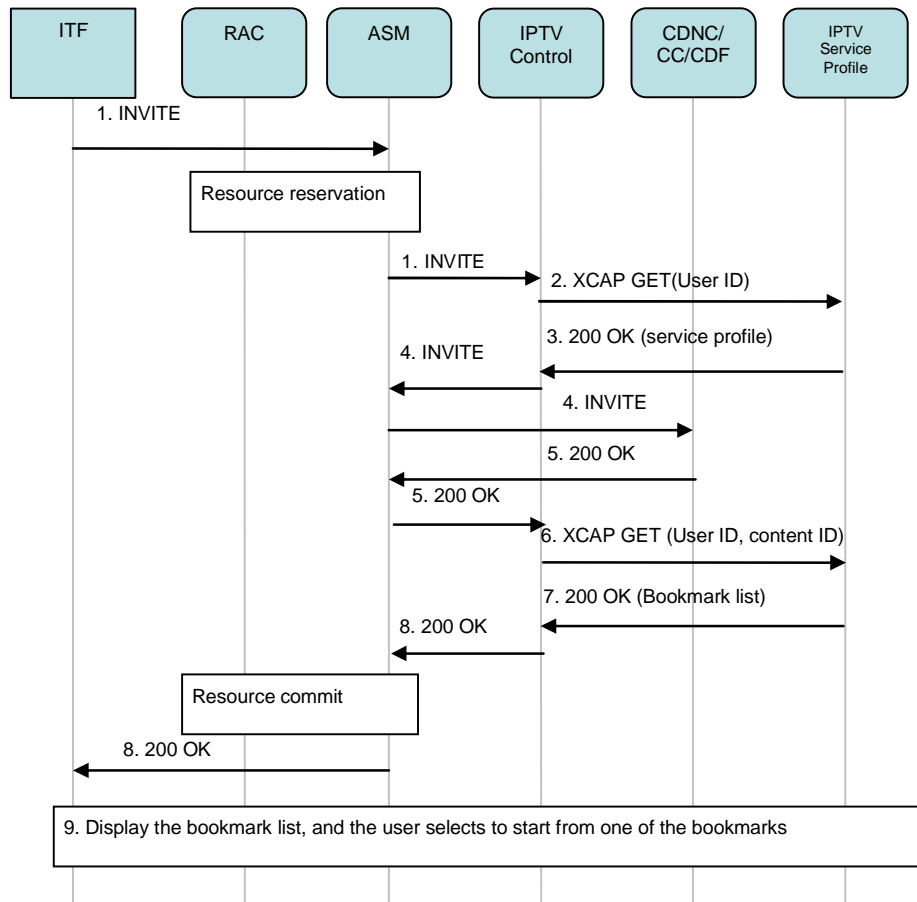 ITF
RAC
ASM
IPTV
Control
CDNC/
CC/CDF
IPTV
Service
Profile
1. INVITE
Resource reservation
1. INVITE
2. XCAP GET(User ID)
3. 200 OK (service profile)
4. INVITE
4. INVITE
5. 200 OK
5. 200 OK
6. XCAP GET (User ID, content ID)
7. 200 OK (Bookmark list)
8. 200 OK
Resource commit
8. 200 OK
9. Display the bookmark list, and the user selects to start from one of the bookmarks